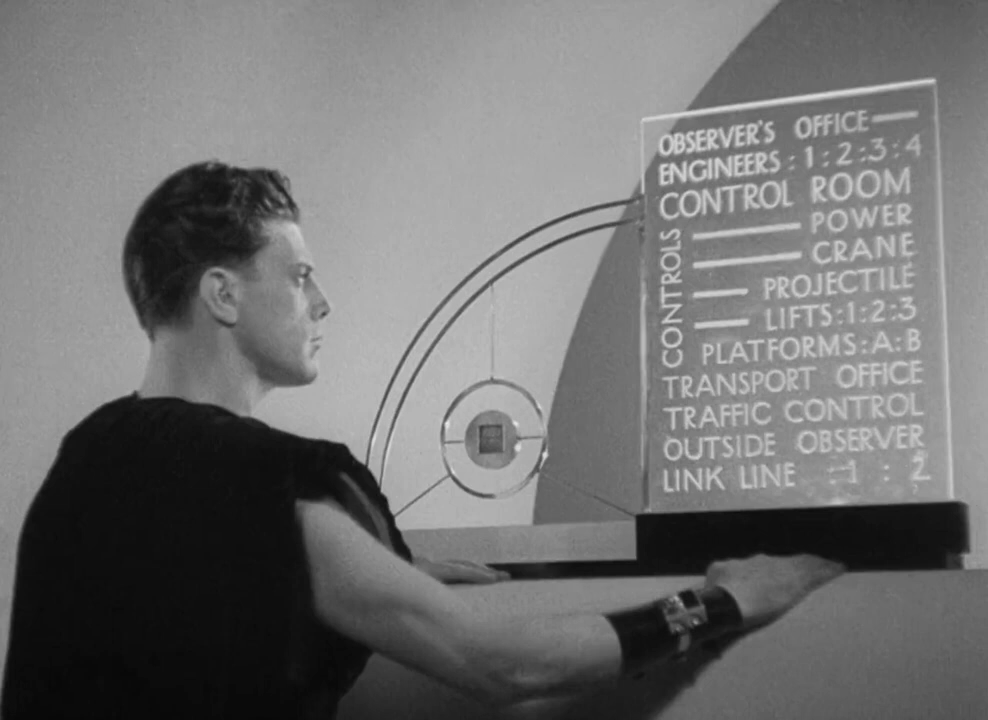 OBSERVER'S OFFICE
ENGINEERS : 1 : 2 : 3 : 4
CONTROL ROOM
CONTROLS
POWER
CRANE
PROJECTILE
LIFTS : 1 : 2 : 3
PLATFORMS : A : B
TRANSPORT OFFICE
TRAFFIC CONTROL
OUTSIDE OBSERVER
LINK LINE : 1 : 2